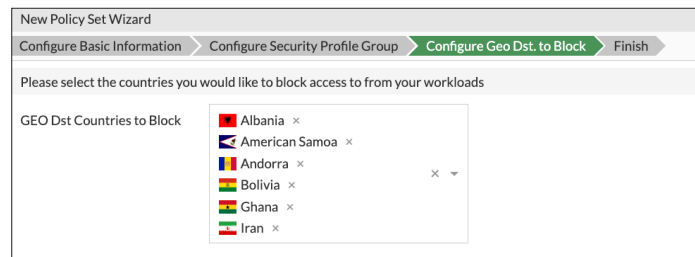 New Policy Set Wizard
Configure Basic Information Configure Security Profile Group Configure Geo Dst. to Block Finish
Please select the countries you would like to block access to from your workloads
GEO Dst Countries to Block
Albania ×
American Samoa ×
Andorra ×
Bolivia ×
Ghana ×
Iran ×